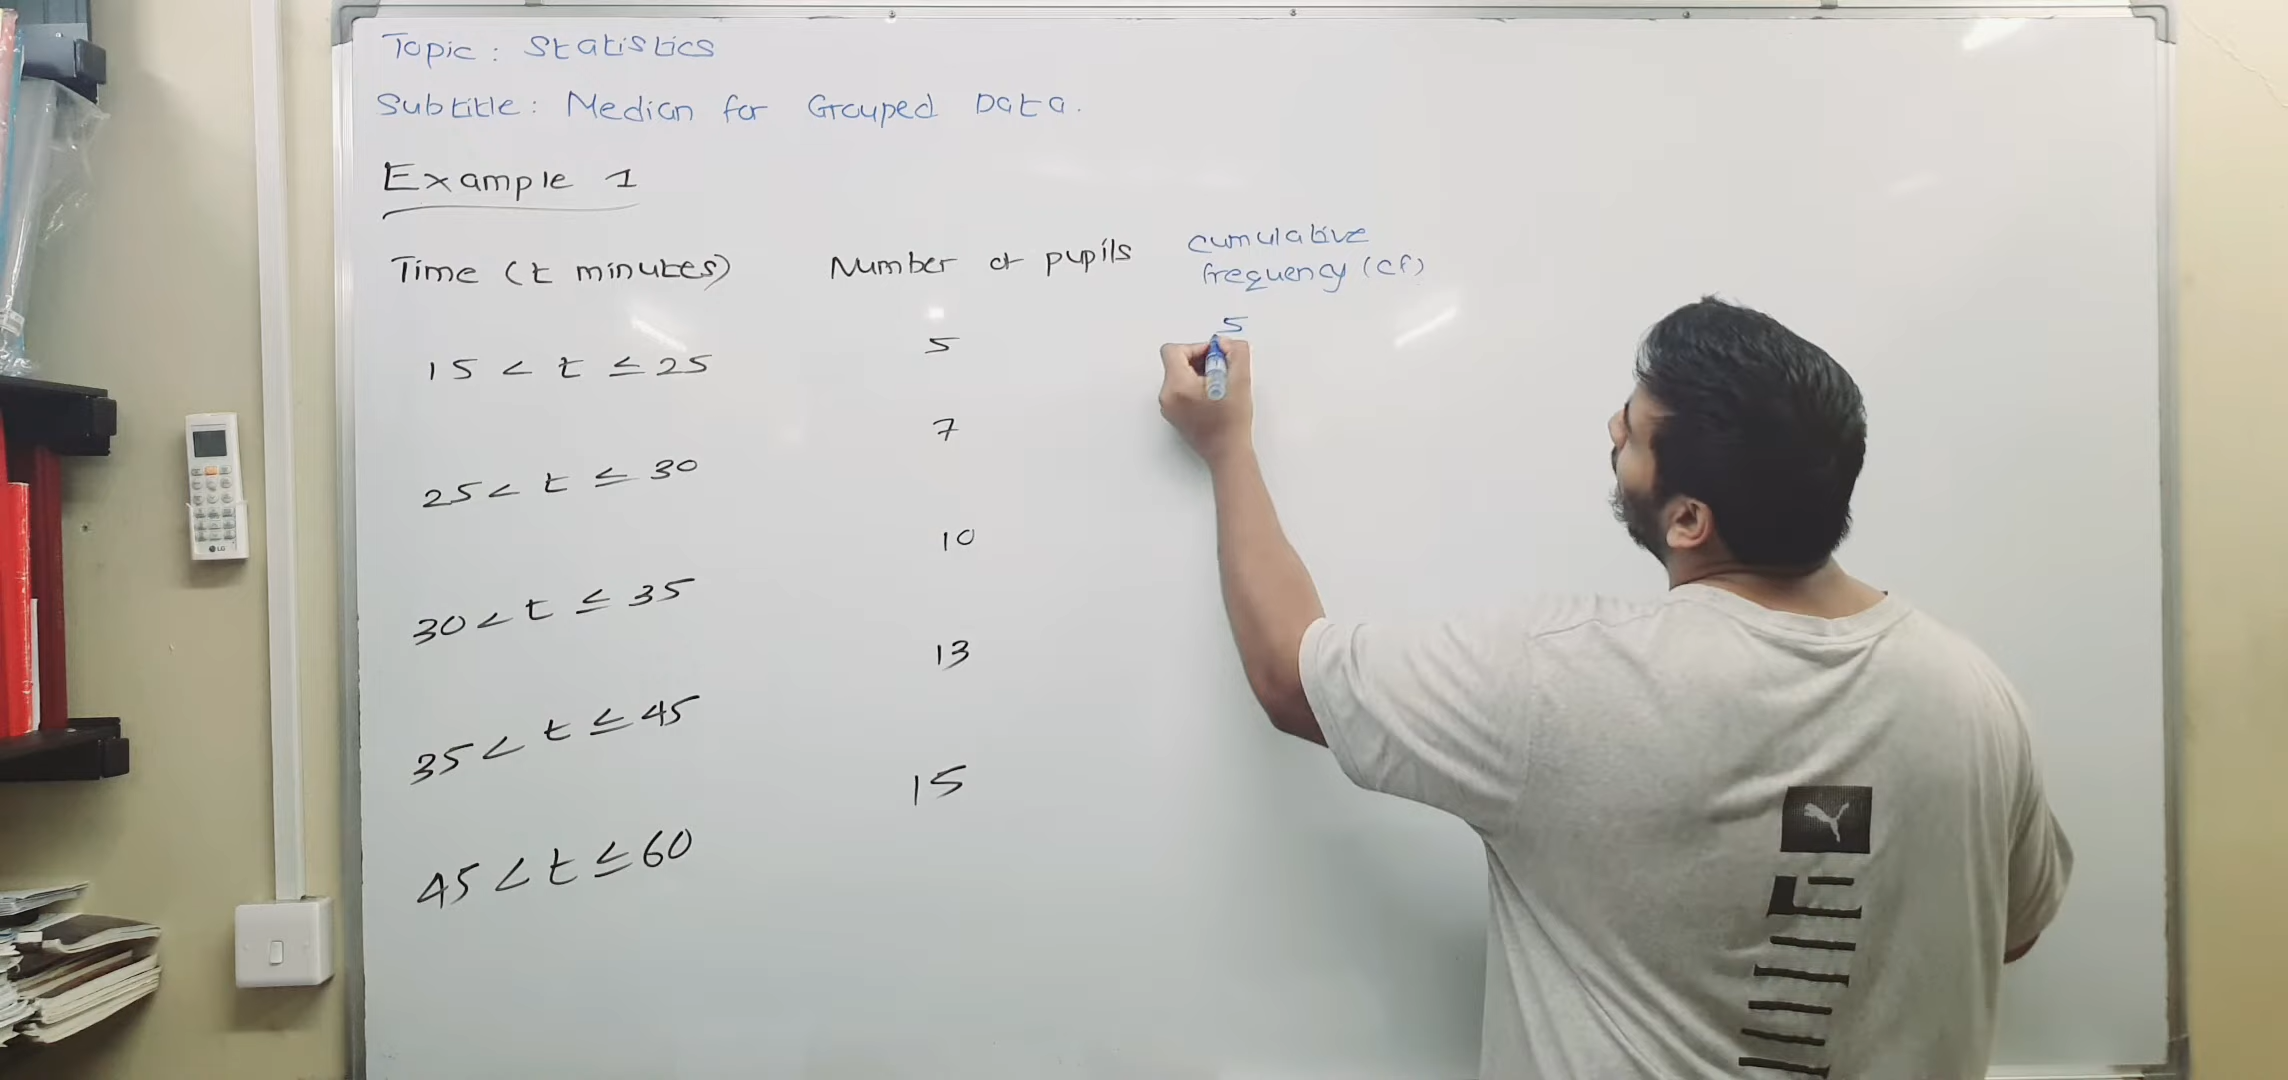 Topic: Statistics
Subtitle: Median for Grouped Data.
Example 1
Time (t minutes) Number of pupils cumulative frequency (cf)
15 < t ≤ 25 5 5
25 < t ≤ 30 7
30 < t ≤ 35 10
35 < t ≤ 45 13
45 < t ≤ 60 15
LG